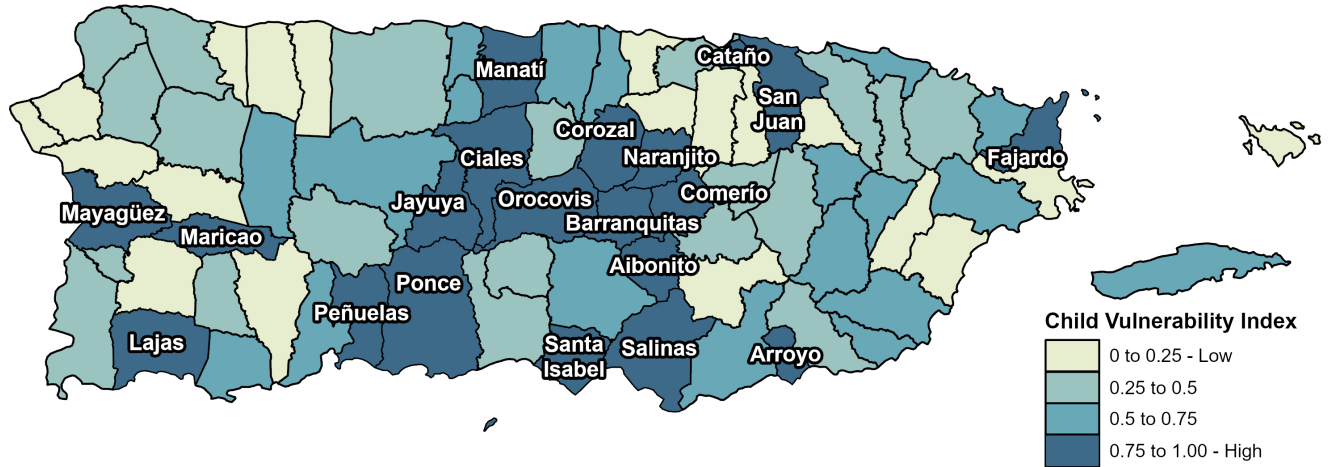 Cataño
Manatí
San
Juan
Corozal
Ciales
Naranjito
Fajardo
Jayuya
Orocovis
Comerío
Mayagüez
Barranquitas
Maricao
Aibonito
Ponce
Peñuelas
Lajas
Santa
Isabel
Salinas
Arroyo
Child Vulnerability Index
0 to 0.25 - Low
0.25 to 0.5
0.5 to 0.75
0.75 to 1.00 - High